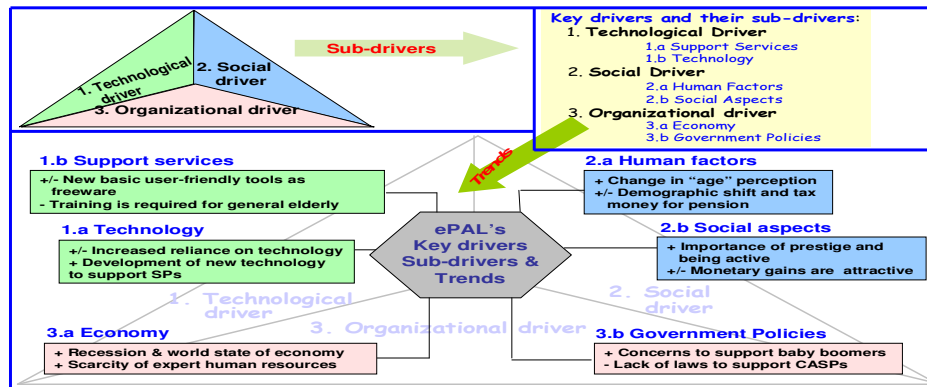 1. Technological
driver
2. Social
driver
3. Organizational driver
Sub-drivers
Key drivers and their sub-drivers:
1. Technological Driver
1.a Support Services
1.b Technology
2. Social Driver
2.a Human Factors
2.b Social Aspects
3. Organizational driver
3.a Economy
3.b Government Policies
Trends
1.b Support services
+/- New basic user-friendly tools as
freeware
- Training is required for general elderly
2.a Human factors
+ Change in “age” perception
+/- Demographic shift and tax
money for pension
1.a Technology
+/- Increased reliance on technology
+ Development of new technology
to support SPs
ePAL’s
Key drivers
Sub-drivers &
Trends
2.b Social aspects
+ Importance of prestige and
being active
+/- Monetary gains are attractive
1. Technological
driver
2. Social
driver
3. Organizational driver
3.a Economy
+ Recession & world state of economy
+ Scarcity of expert human resources
3.b Government Policies
+ Concerns to support baby boomers
- Lack of laws to support CASPs